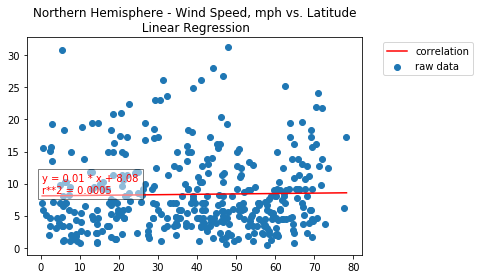 Northern Hemisphere - Wind Speed, mph vs. Latitude
Linear Regression
correlation
raw data
y = 0.01 * x + 8.08
r**2 = 0.0005
30
25
20
15
10
5
0
0 10 20 30 40 50 60 70 80